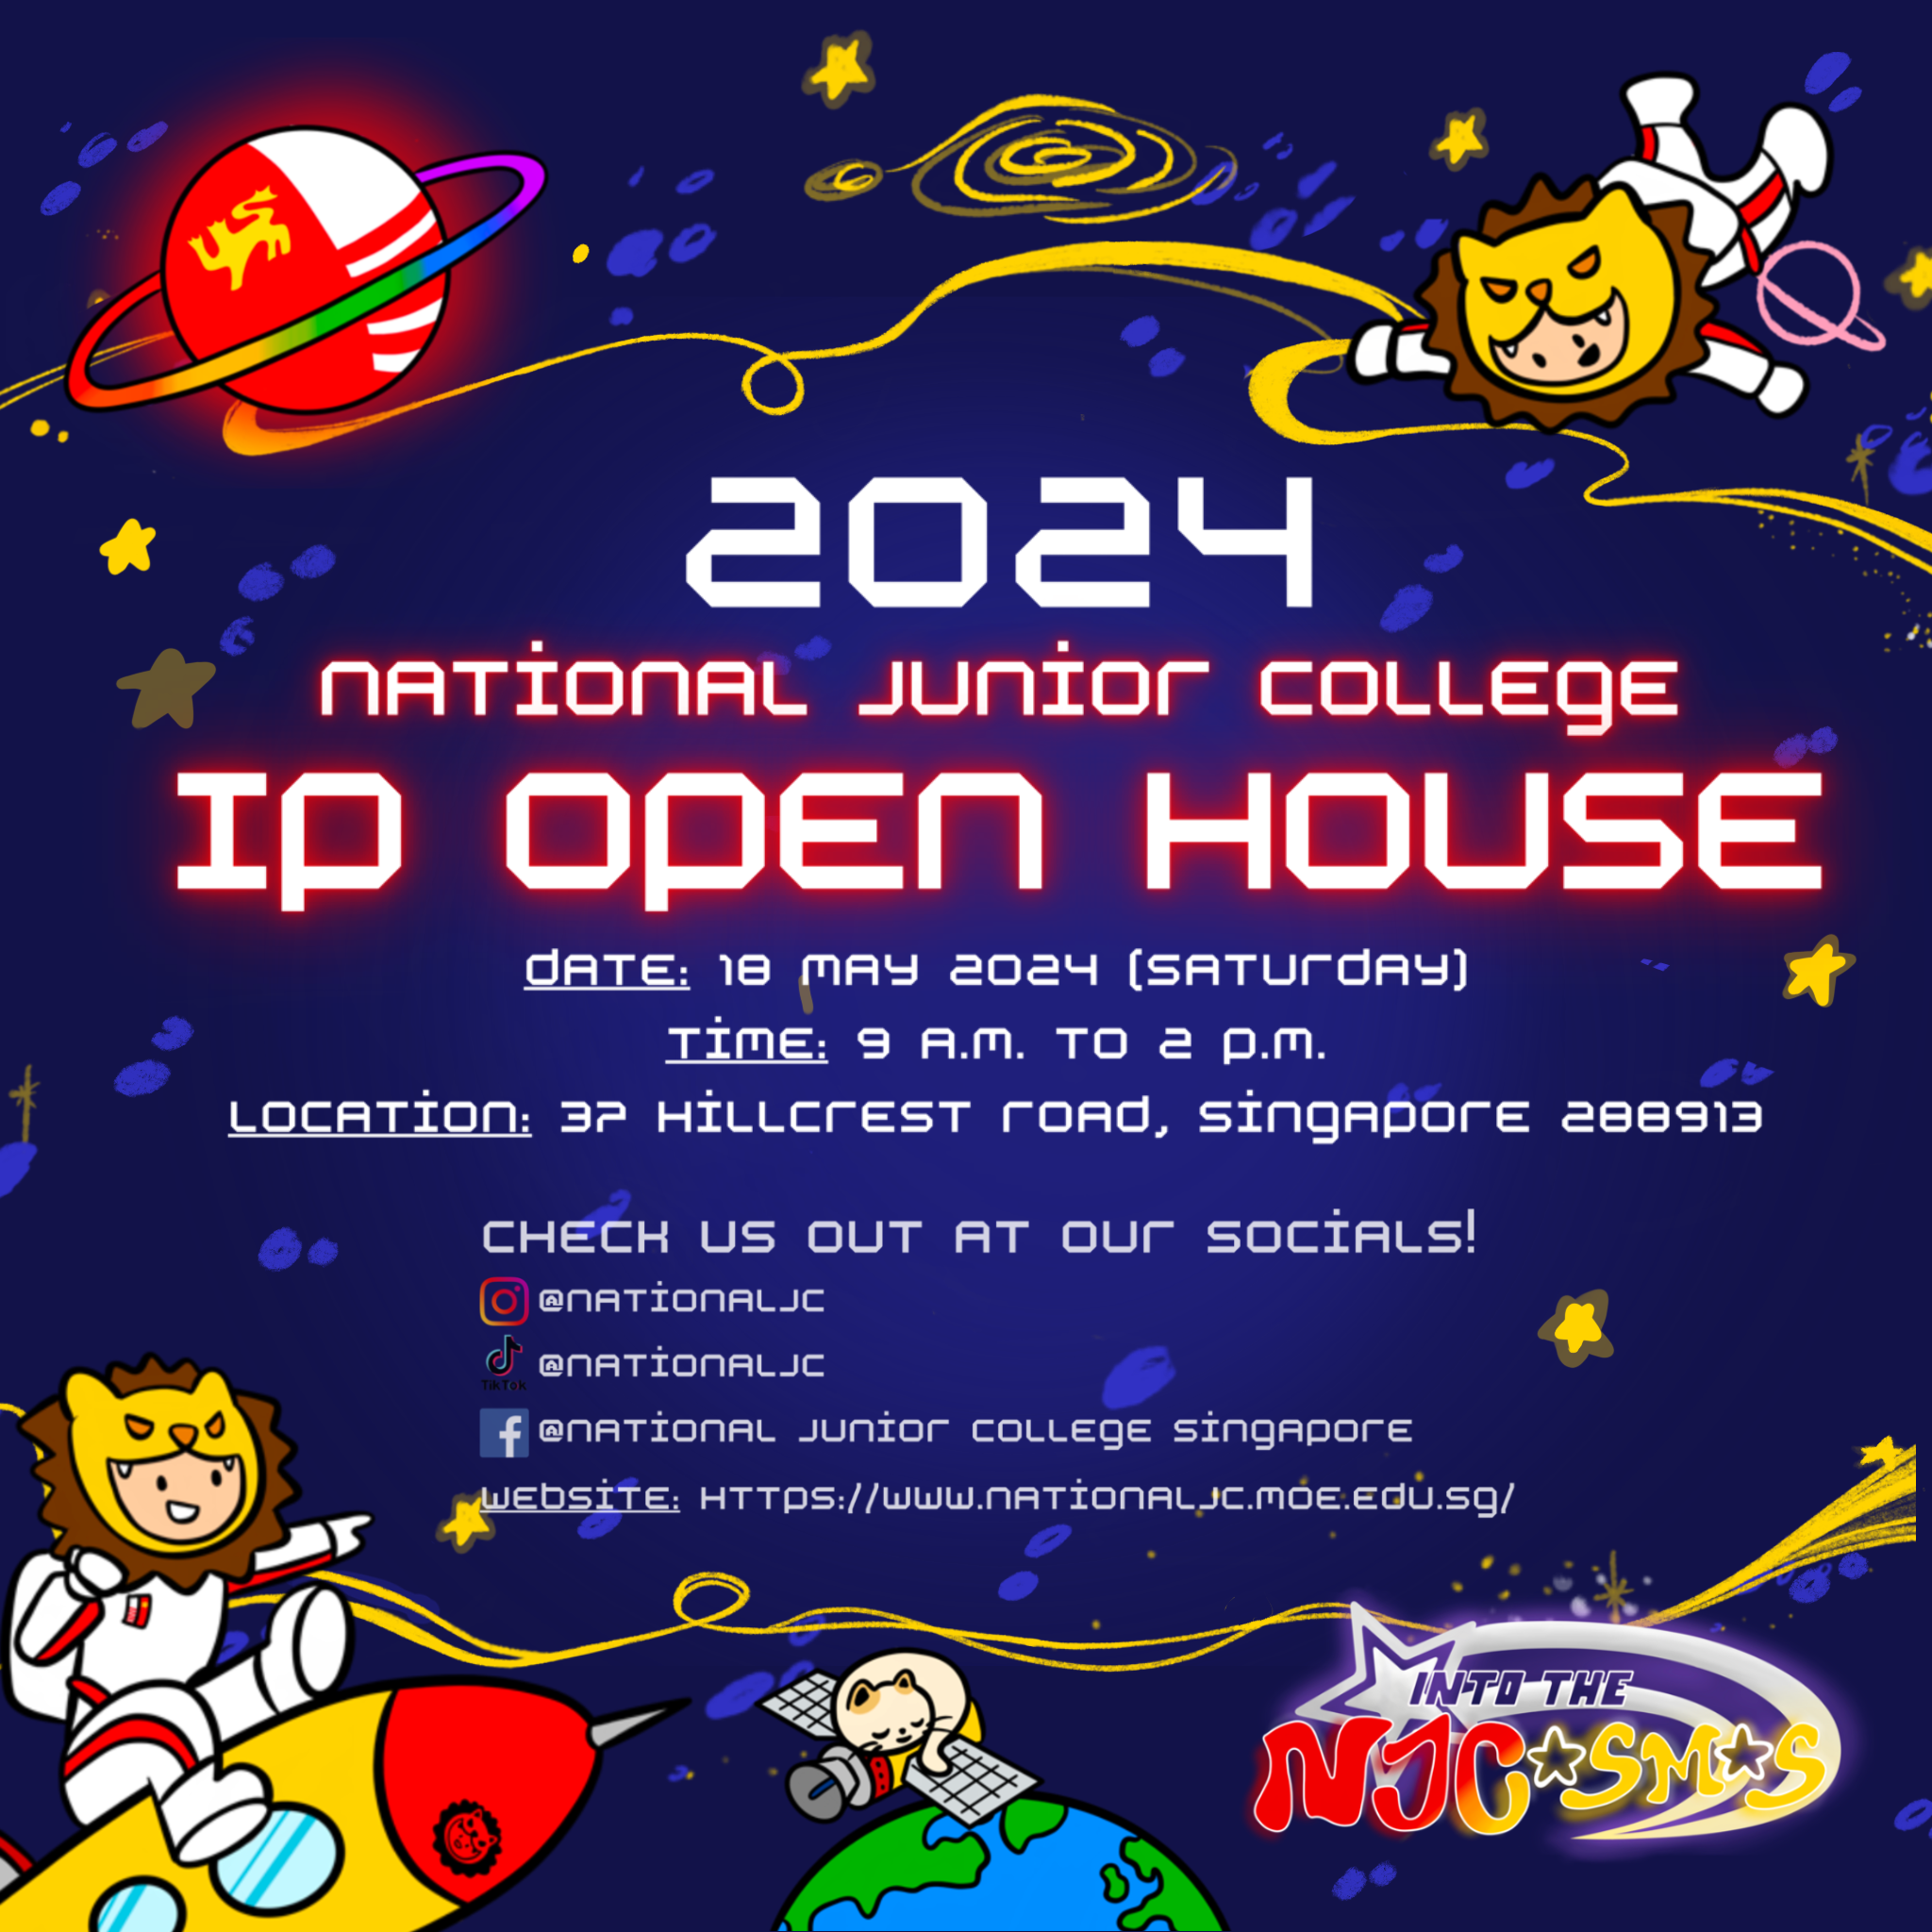 2024
NATIONAL JUNIOR COLLEGE
IP OPEN HOUSE
DATE: 18 MAY 2024 (SATURDAY)
TIME: 9 A.M. TO 2 P.M.
LOCATION: 37 HILLCREST ROAD, SINGAPORE 288913
CHECK US OUT AT OUR SOCIALS!
@NATIONALJC
TikTok @NATIONALJC
@NATIONAL JUNIOR COLLEGE SINGAPORE
WEBSITE: HTTPS://WWW.NATIONALJC.MOE.EDU.SG/
INTO THE
NJCOSMOS